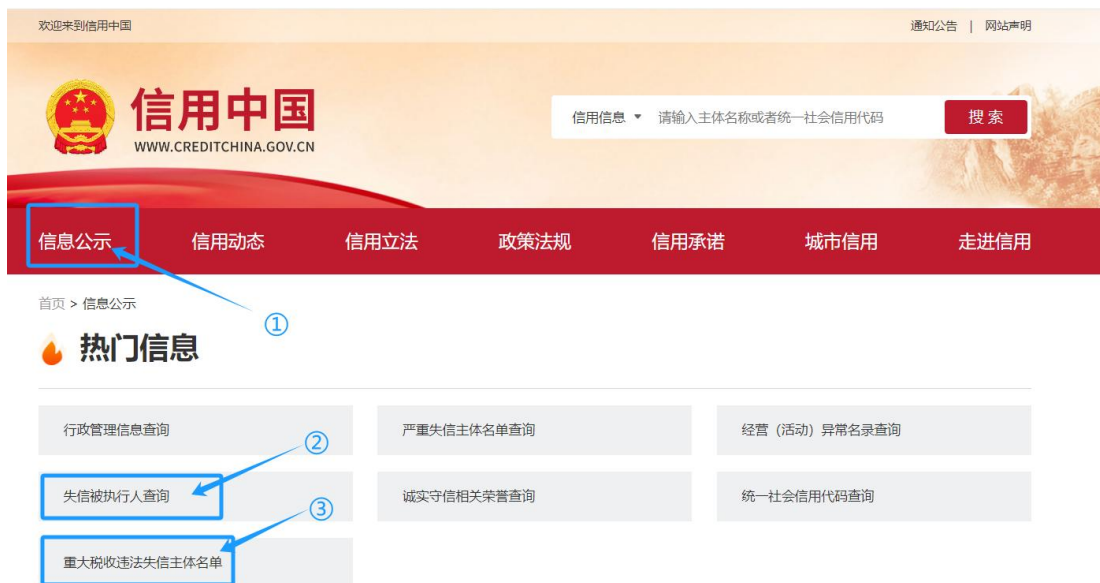 欢迎来到信用中国
通知公告 | 网站声明
信用中国
WWW.CREDITCHINA.GOV.CN
信用信息 请输入主体名称或者统一社会信用代码 搜索
信息公示 信用动态 信用立法 政策法规 信用承诺 城市信用 走进信用
首页 > 信息公示
①
热门信息
行政管理信息查询 严重失信主体名单查询 经营（活动）异常名录查询
②
失信被执行人查询 诚实守信相关荣誉查询 统一社会信用代码查询
③
重大税收违法失信主体名单